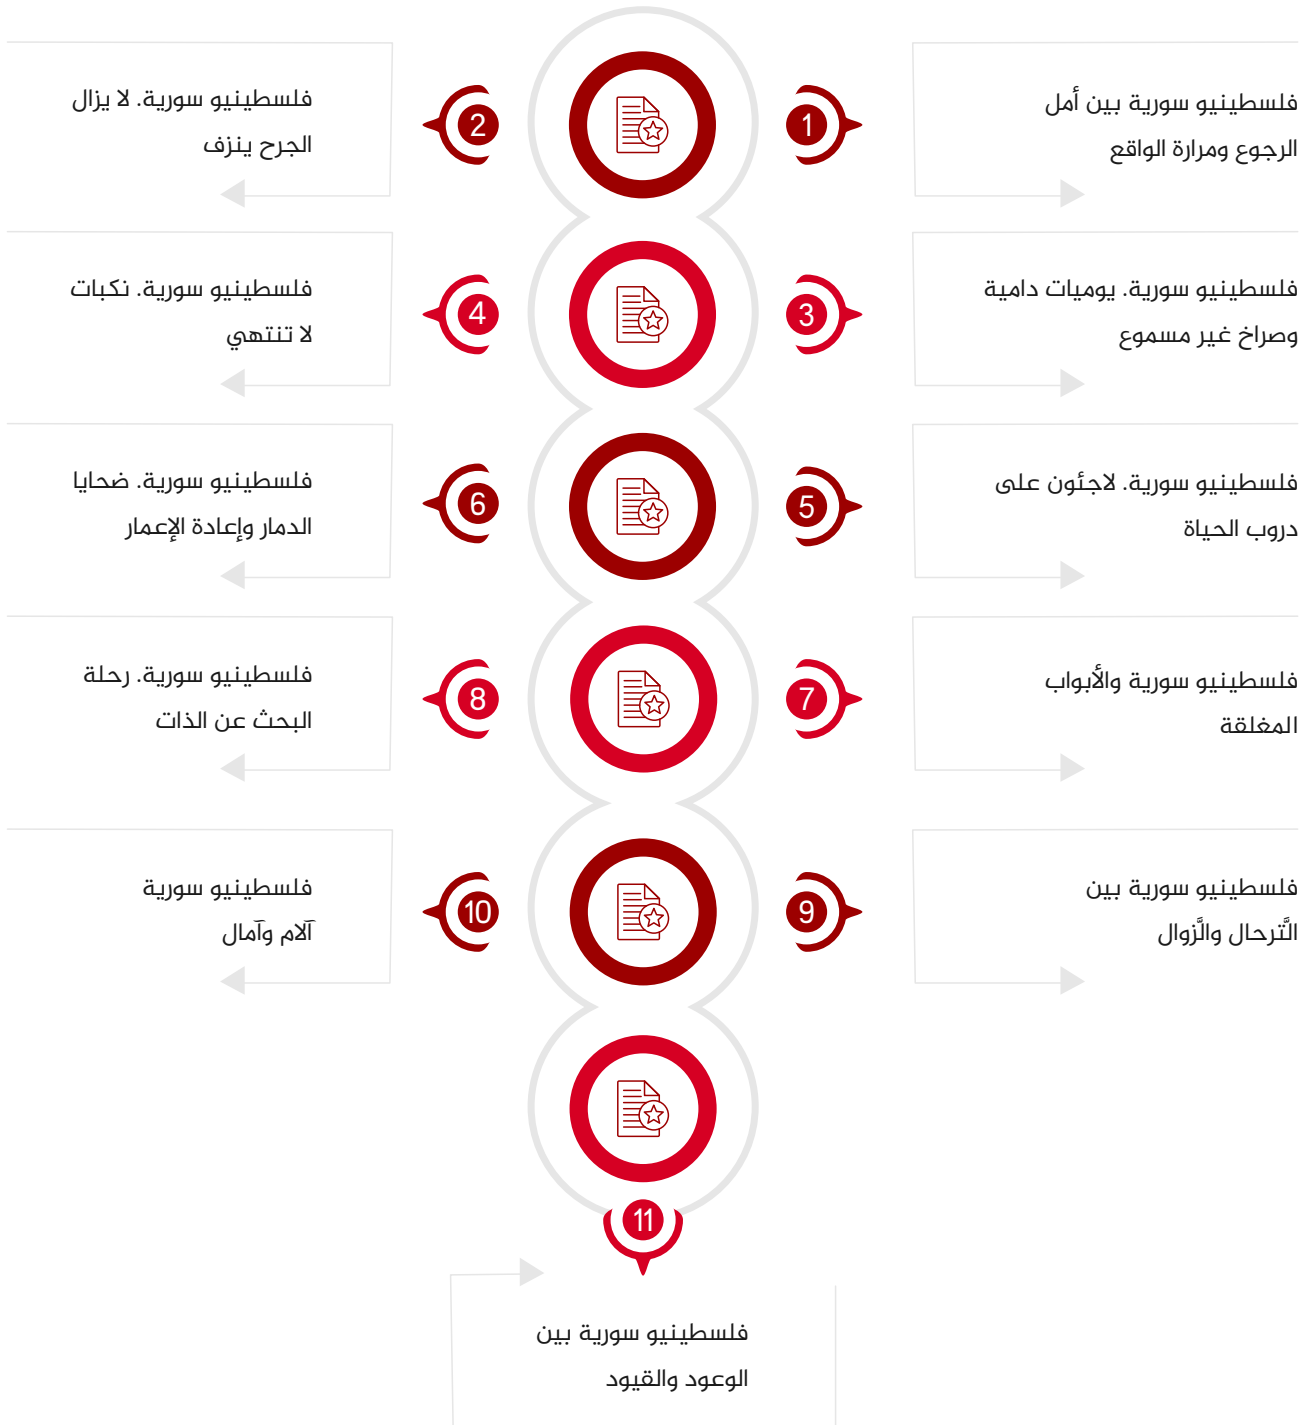 1
فلسطينيو سورية بين أمل
الرجوع ومرارة الواقع
2
فلسطينيو سورية. لا يزال
الجرح ينزف
3
فلسطينيو سورية. يوميات دامية
وصراخ غير مسموع
4
فلسطينيو سورية. نكبات
لا تنتهي
5
فلسطينيو سورية. لاجئون على
دروب الحياة
6
فلسطينيو سورية. ضحايا
الدمار وإعادة الإعمار
7
فلسطينيو سورية والأبواب
المغلقة
8
فلسطينيو سورية. رحلة
البحث عن الذات
9
فلسطينيو سورية بين
التَّرحال والزَّوال
10
فلسطينيو سورية
آلام وآمال
11
فلسطينيو سورية بين
الوعود والقيود